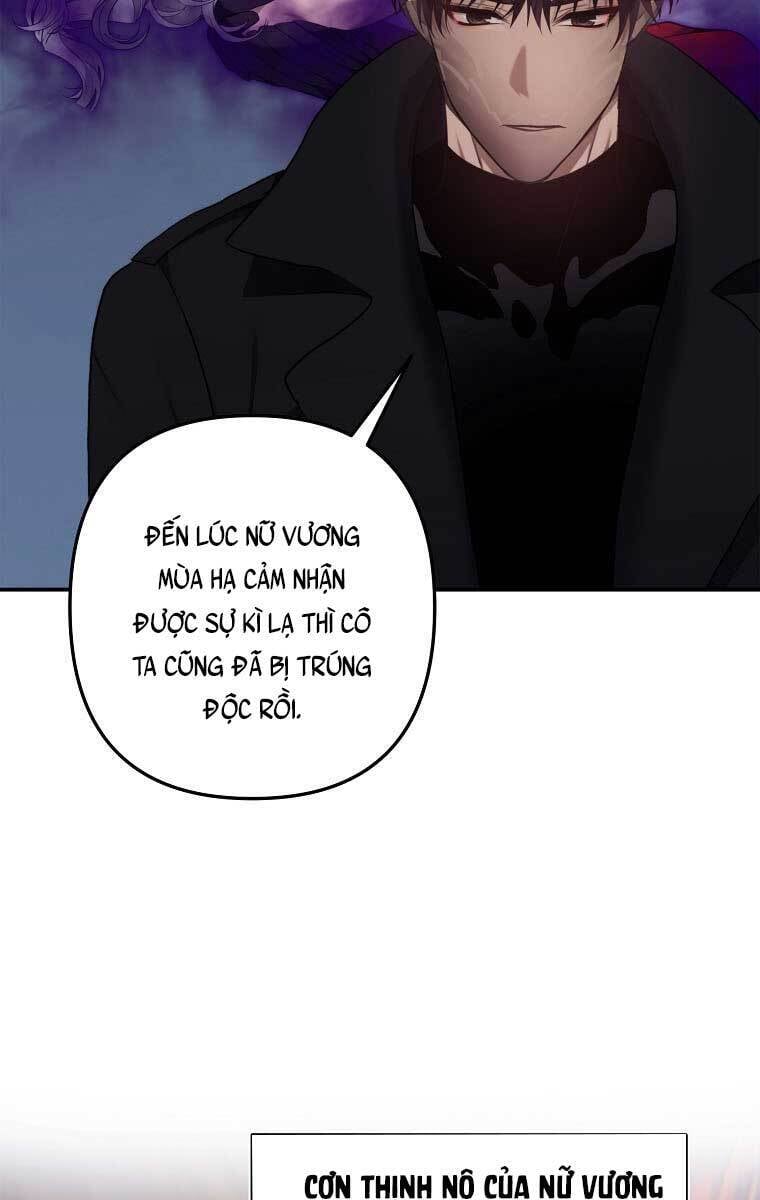 ĐẾN LÚC NỮ VƯƠNG
MÙA HẠ CẢM NHẬN
ĐƯỢC SỰ KÌ LẠ THÌ CÔ
TA CŨNG ĐÃ BỊ TRÚNG
ĐỘC RỒI.
CƠN THỊNH NỘ CỦA NỮ VƯƠNG